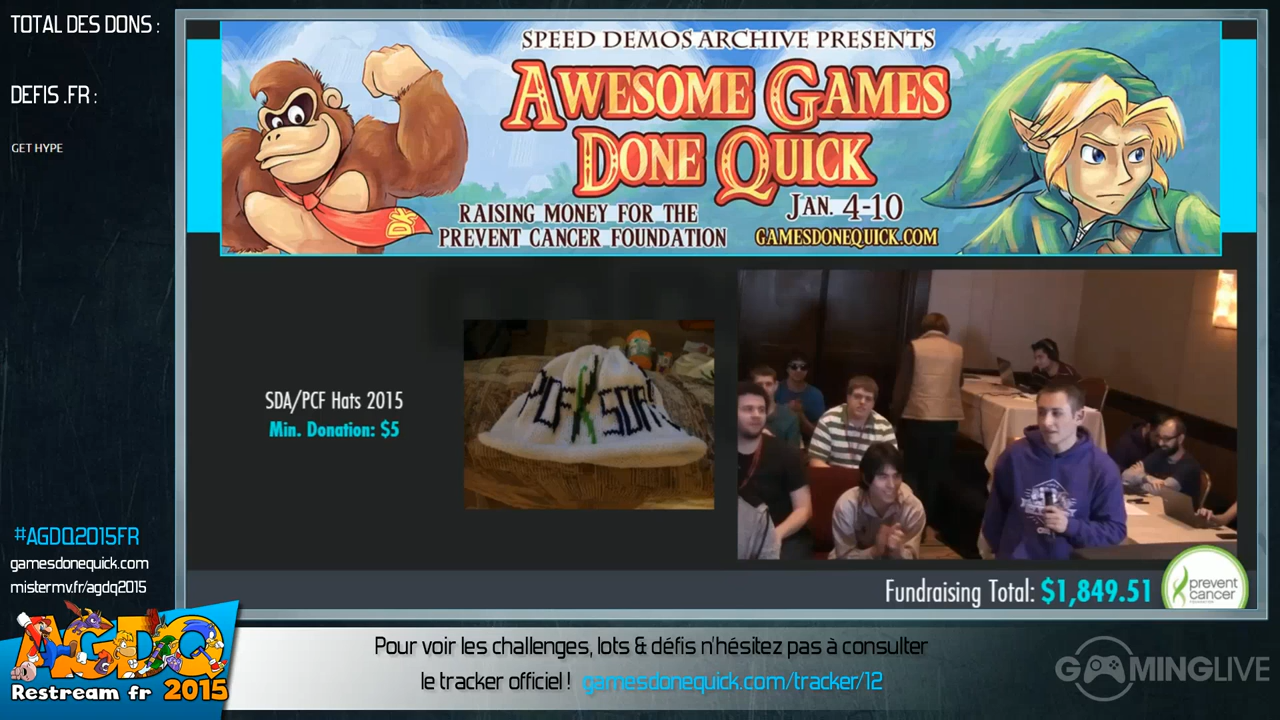 TOTAL DES DONS :
DEFIS .FR :
GET HYPE
SPEED DEMOS ARCHIVE PRESENTS
AWESOME GAMES
DONE QUICK
RAISING MONEY FOR THE
PREVENT CANCER FOUNDATION
JAN. 4-10
GAMESDONEQUICK.COM
DK
SDA/PCF Hats 2015
Min. Donation: $5
PCF SDA
Fundraising Total: $1,849.51
prevent
cancer
#AGDQ2015FR
gamesdonequick.com
mistermv.fr/agdq2015
AGDQ
Restream fr 2015
Pour voir les challenges, lots & défis n'hésitez pas à consulter
le tracker officiel ! gamesdonequick.com/tracker/12
GAMINGLIVE